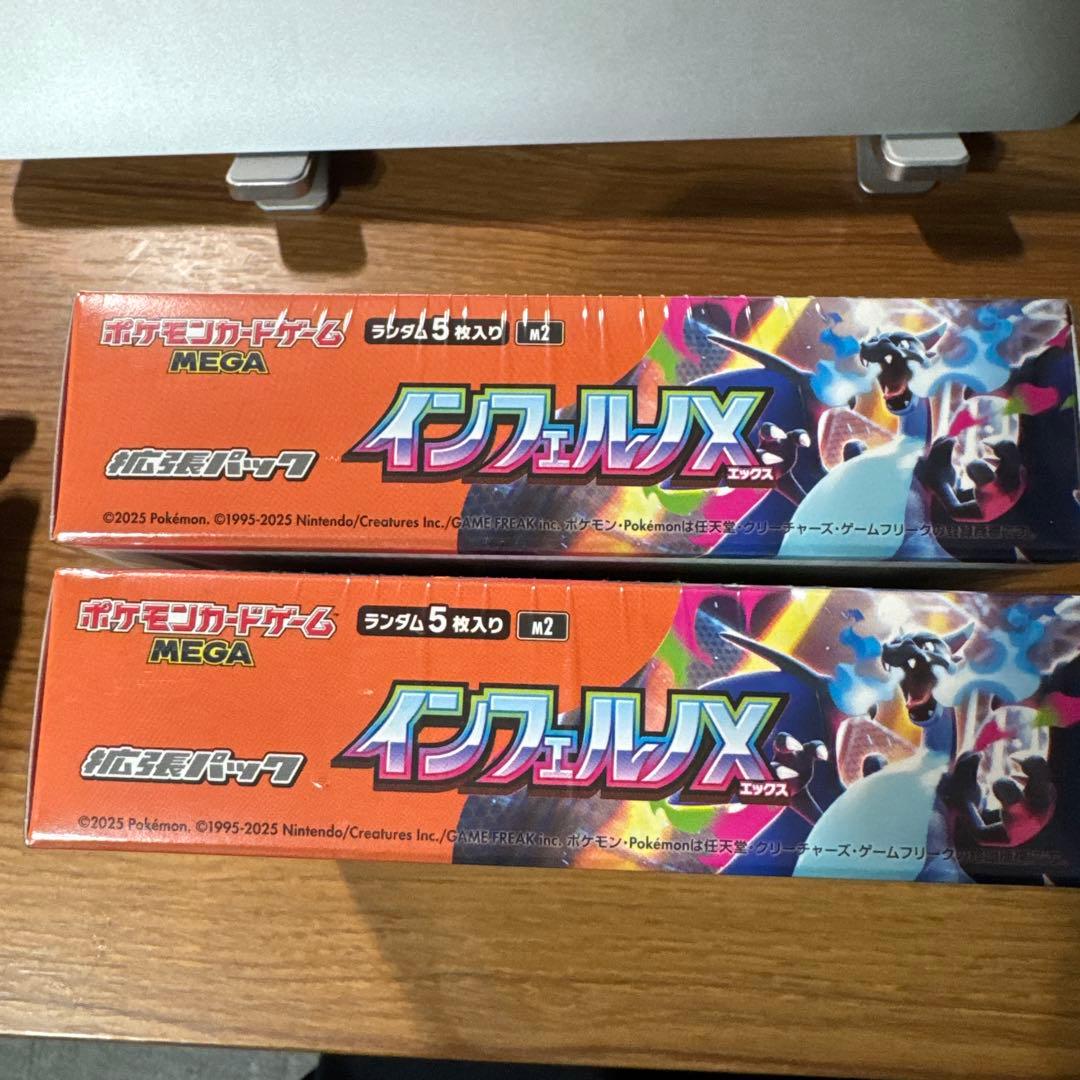 ポケモンカードゲーム
MEGA
ランダム5枚入り M2
インフェルノX
エックス
拡張パック
©2025 Pokémon. ©1995-2025 Nintendo/Creatures Inc./GAME FREAK inc. ポケモン・Pokémonは任天堂・クリーチャーズ・ゲームフリークの登録商標です。
ポケモンカードゲーム™
MEGA
ランダム5枚入り M2
インフェルノX
エックス
拡張パック
©2025 Pokémon. ©1995-2025 Nintendo/Creatures Inc./GAME FREAK inc. ポケモン・Pokémonは任天堂・クリーチャーズ・ゲームフリークの